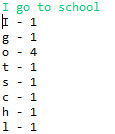 I go to school
I - 1
g - 1
o - 4
t - 1
s - 1
c - 1
h - 1
l - 1